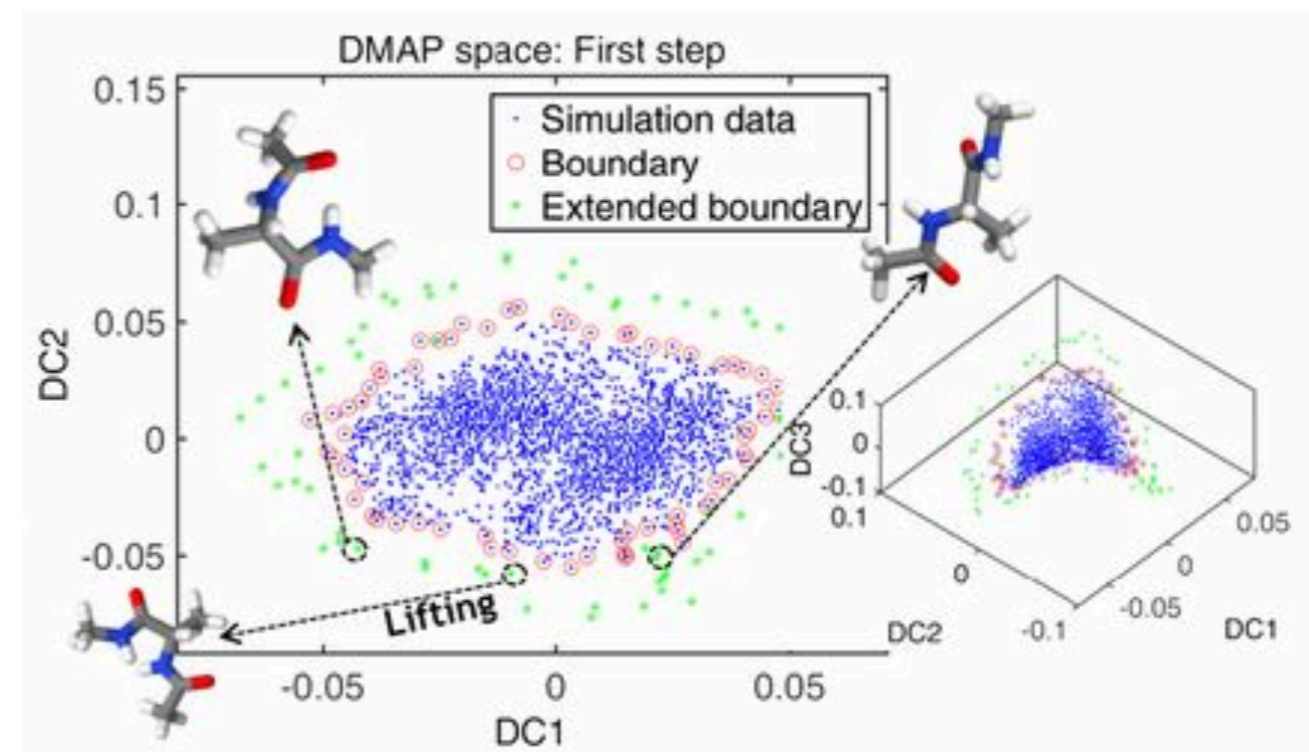 DMAP space: First step
Simulation data
Boundary
Extended boundary
0.15
0.1
0.05
0
-0.05
DC2
-0.05
0
0.05
DC1
Lifting
0.1
0
-0.1
DC3
0.1
0
-0.1
DC2
0.05
0
-0.05
DC1